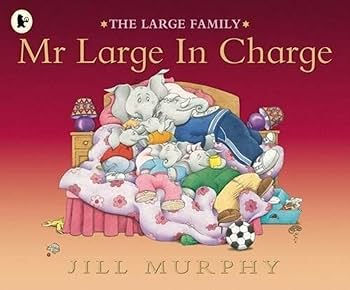 THE LARGE FAMILY
Mr Large In Charge
JILL MURPHY